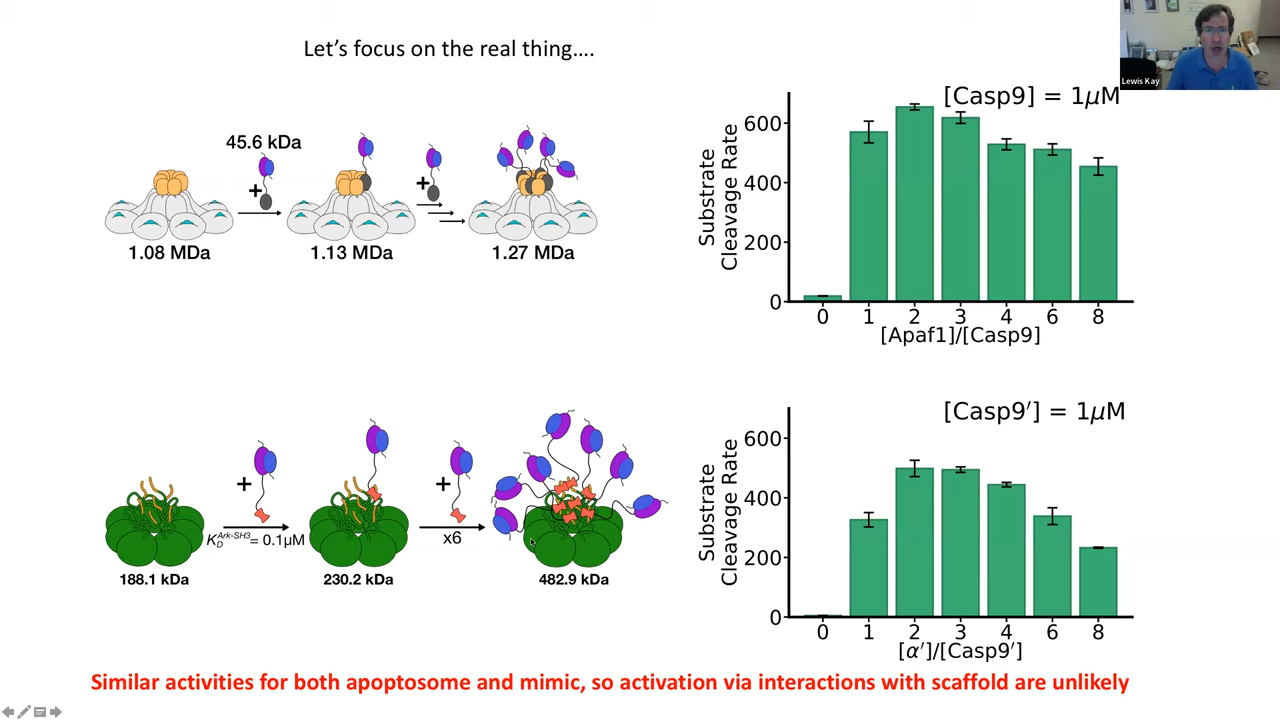 Let's focus on the real thing....
Lewis Kay
45.6 kDa
+
+
1.08 MDa
1.13 MDa
1.27 MDa
[Casp9] = 1μM
Substrate
Cleavage Rate
600
400
200
0
0 1 2 3 4 6 8
[Apaf1]/[Casp9]
+
+
K_D^Ark-SH3 = 0.1μM
x6
188.1 kDa
230.2 kDa
482.9 kDa
[Casp9′] = 1μM
Substrate
Cleavage Rate
600
400
200
0
0 1 2 3 4 6 8
[α′]/[Casp9′]
Similar activities for both apoptosome and mimic, so activation via interactions with scaffold are unlikely